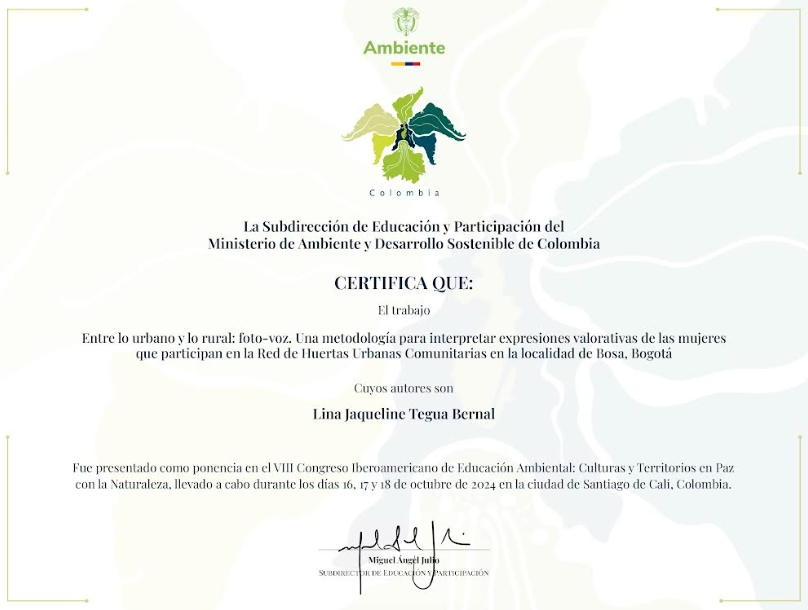 Ambiente
Colombia
La Subdirección de Educación y Participación del
Ministerio de Ambiente y Desarrollo Sostenible de Colombia
CERTIFICA QUE:
El trabajo
Entre lo urbano y lo rural: foto-voz. Una metodología para interpretar expresiones valorativas de las mujeres
que participan en la Red de Huertas Urbanas Comunitarias en la localidad de Bosa, Bogotá
Cuyos autores son
Lina Jaqueline Tegua Bernal
Fue presentado como ponencia en el VIII Congreso Iberoamericano de Educación Ambiental: Culturas y Territorios en Paz
con la Naturaleza, llevado a cabo durante los días 16, 17 y 18 de octubre de 2024 en la ciudad de Santiago de Cali, Colombia.
Miguel Ángel Julio
SUBDIRECTOR DE EDUCACIÓN Y PARTICIPACIÓN